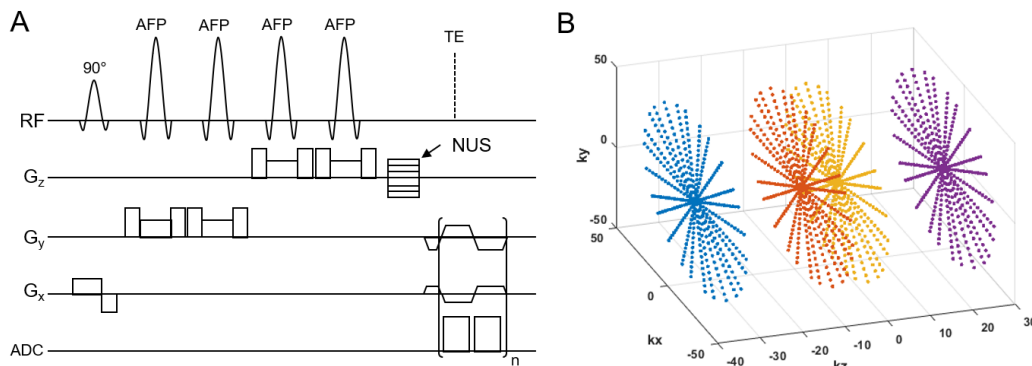 A
AFP AFP AFP AFP
TE
90°
RF
NUS
Gz
Gy
Gx
ADC
n
B
50
0
-50
ky
50
0
-50
kx
-40 -30 -20 -10 0 10 20 30
kz